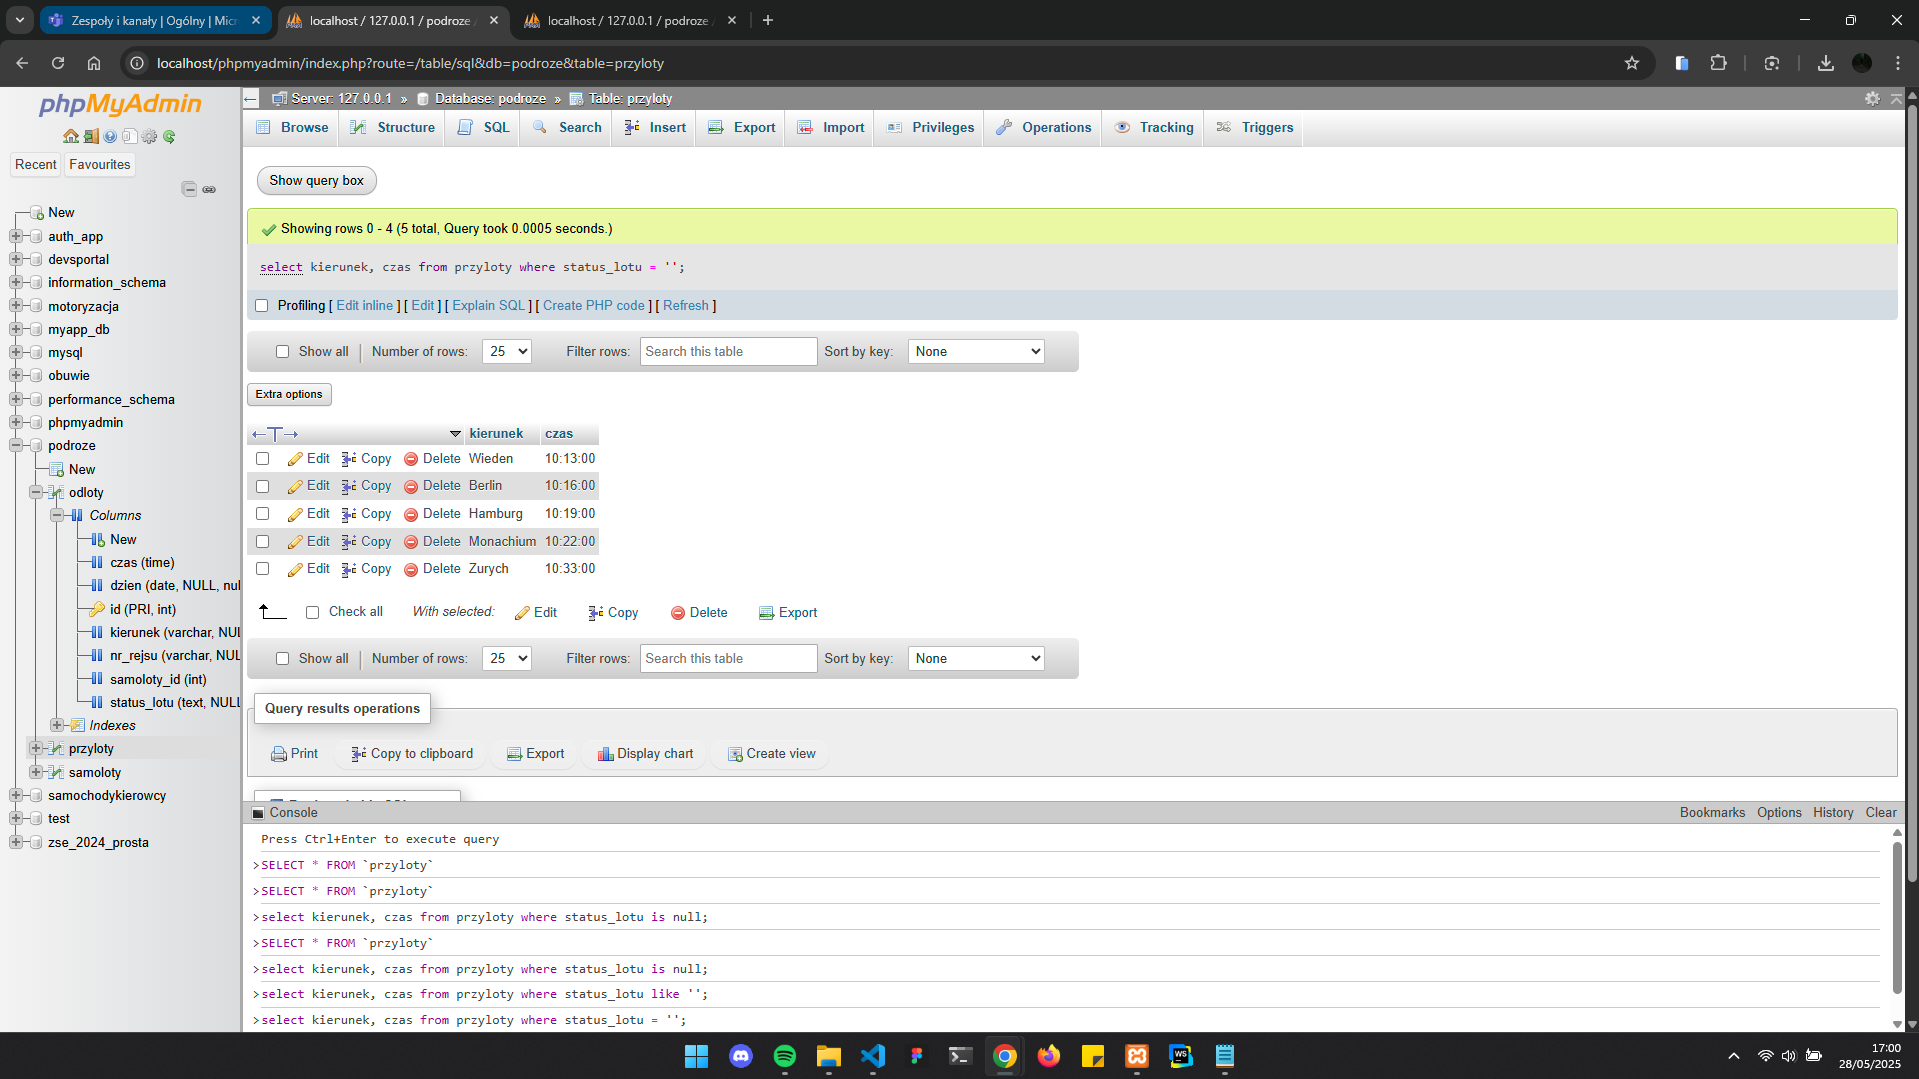 Zespoły i kanały | Ogólny | Micr
localhost / 127.0.0.1 / podroze /
localhost / 127.0.0.1 / podroze /
localhost/phpmyadmin/index.php?route=/table/sql&db=podroze&table=przyloty
phpMyAdmin
Recent
Favourites
New
auth_app
devsportal
information_schema
motoryzacja
myapp_db
mysql
obuwie
performance_schema
phpmyadmin
podroze
New
odloty
Columns
New
czas (time)
dzien (date, NULL, nul
id (PRI, int)
kierunek (varchar, NUL
nr_rejsu (varchar, NUL
samoloty_id (int)
status_lotu (text, NULL
Indexes
przyloty
samoloty
samochodykierowcy
test
zse_2024_prosta
Server: 127.0.0.1 » Database: podroze » Table: przyloty
Browse Structure SQL Search Insert Export Import Privileges Operations Tracking Triggers
Show query box
Showing rows 0 - 4 (5 total, Query took 0.0005 seconds.)
select kierunek, czas from przyloty where status_lotu = '';
Profiling [ Edit inline ] [ Edit ] [ Explain SQL ] [ Create PHP code ] [ Refresh ]
Show all | Number of rows: 25 Filter rows: Search this table Sort by key: None
Extra options
kierunek czas
Edit Copy Delete Wieden 10:13:00
Edit Copy Delete Berlin 10:16:00
Edit Copy Delete Hamburg 10:19:00
Edit Copy Delete Monachium 10:22:00
Edit Copy Delete Zurych 10:33:00
Check all With selected: Edit Copy Delete Export
Show all | Number of rows: 25 Filter rows: Search this table Sort by key: None
Query results operations
Print Copy to clipboard Export Display chart Create view
Console Bookmarks Options History Clear
Press Ctrl+Enter to execute query
>SELECT * FROM `przyloty`
>SELECT * FROM `przyloty`
>select kierunek, czas from przyloty where status_lotu is null;
>SELECT * FROM `przyloty`
>select kierunek, czas from przyloty where status_lotu is null;
>select kierunek, czas from przyloty where status_lotu like '';
>select kierunek, czas from przyloty where status_lotu = '';
WS
17:00
28/05/2025